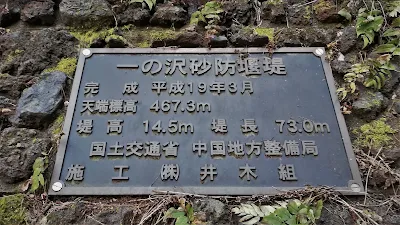 一の沢砂防堰堤
完成 平成19年3月
天端標高 467.3m
堤高 14.5m 堤長 73.0m
国土交通省 中国地方整備局
施工 ㈱井木組